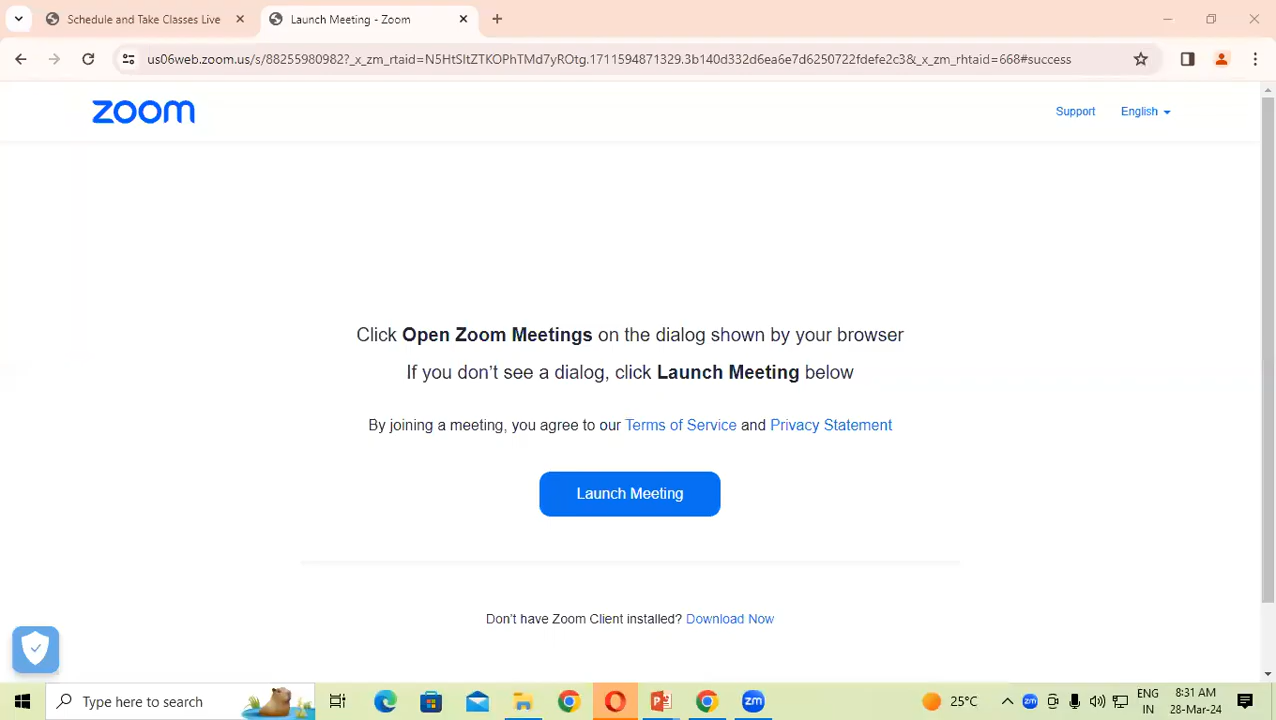 Schedule and Take Classes Live
Launch Meeting - Zoom
us06web.zoom.us/s/88255980982?_x_zm_rtaid=N5HtSltZTKOPhTMd7yROtg.1711594871329.3b140d332d6ea6e7d6250722fdefe2c3&_x_zm_rhtaid=668#success
zoom
Support
English
Click Open Zoom Meetings on the dialog shown by your browser
If you don’t see a dialog, click Launch Meeting below
By joining a meeting, you agree to our Terms of Service and Privacy Statement
Launch Meeting
Don’t have Zoom Client installed? Download Now
Type here to search
zm
25°C
zm
ENG
IN
8:31 AM
28-Mar-24